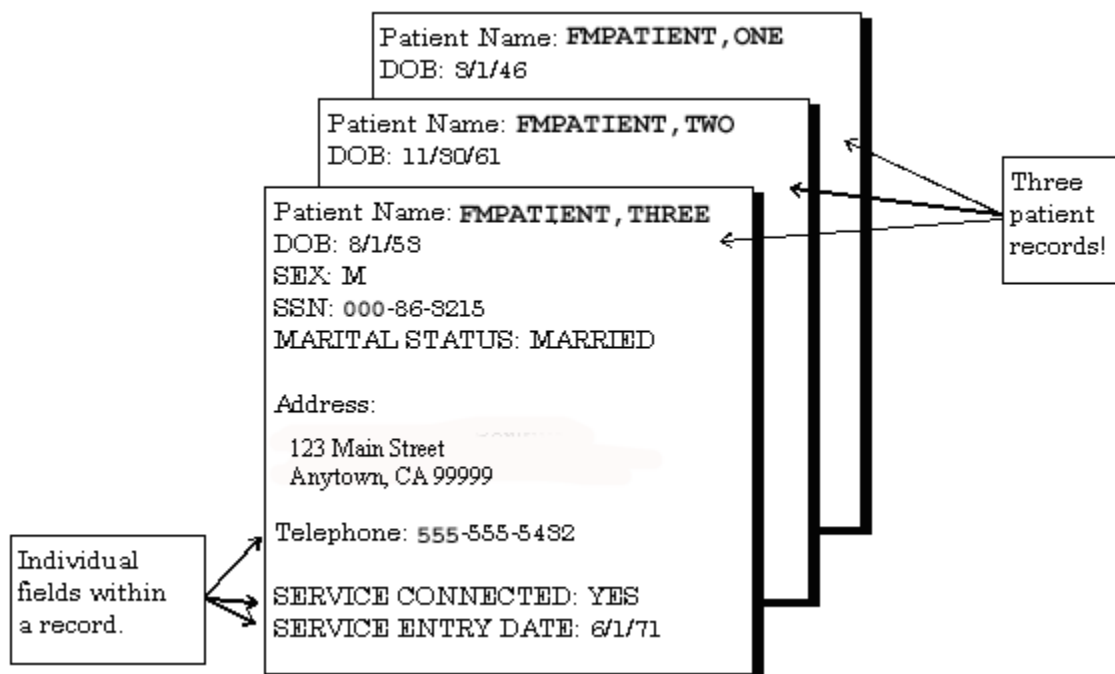 Patient Name: FMPATIENT,ONE
DOB: 3/1/46
Patient Name: FMPATIENT,TWO
DOB: 11/30/61
Patient Name: FMPATIENT,THREE
DOB: 8/1/53
SEX: M
SSN: 000-86-3215
MARITAL STATUS: MARRIED
Address:
123 Main Street
Anytown, CA 99999
Telephone: 555-555-5432
SERVICE CONNECTED: YES
SERVICE ENTRY DATE: 6/1/71
Three
patient
records!
Individual
fields within
a record.